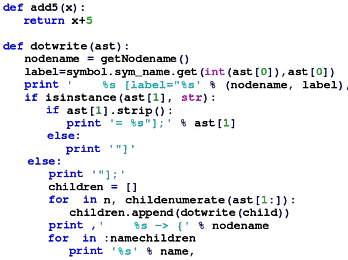 def add5(x):
    return x+5

def dotwrite(ast):
    nodename = getNodename()
    label=symbol.sym_name.get(int(ast[0]),ast[0])
    print '    %s [label="%s' % (nodename, label),
    if isinstance(ast[1], str):
        if ast[1].strip():
            print '= %s"];' % ast[1]
        else:
            print '"]'
    else:
        print '"];'
        children = []
        for  in n, childenumerate(ast[1:]):
            children.append(dotwrite(child))
        print ,'    %s -> {' % nodename
        for  in :namechildren
            print '%s' % name,